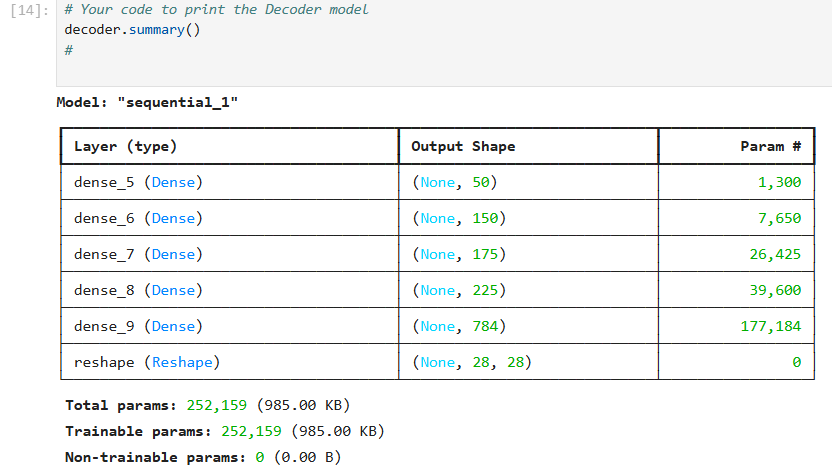 [14]: # Your code to print the Decoder model
decoder.summary()
#
Model: "sequential_1"
Layer (type) Output Shape Param #
dense_5 (Dense) (None, 50) 1,300
dense_6 (Dense) (None, 150) 7,650
dense_7 (Dense) (None, 175) 26,425
dense_8 (Dense) (None, 225) 39,600
dense_9 (Dense) (None, 784) 177,184
reshape (Reshape) (None, 28, 28) 0
Total params: 252,159 (985.00 KB)
Trainable params: 252,159 (985.00 KB)
Non-trainable params: 0 (0.00 B)